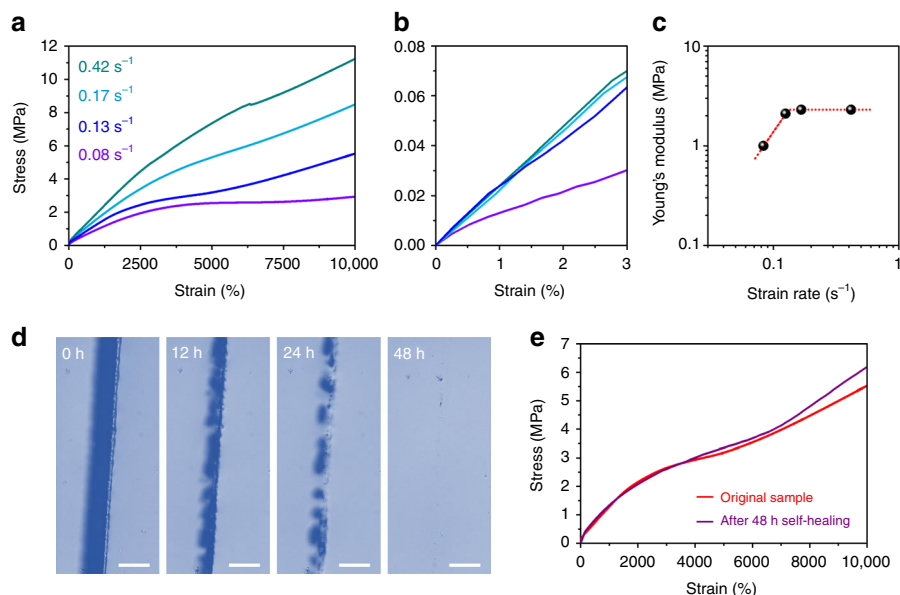 a
12
10
8
6
4
2
0
Stress (MPa)
0.42 s⁻¹
0.17 s⁻¹
0.13 s⁻¹
0.08 s⁻¹
0 2500 5000 7500 10,000
Strain (%)
b
0.08
0.06
0.04
0.02
0.00
0 1 2 3
Strain (%)
c
10
1
0.1
Young's modulus (MPa)
0.1 1
Strain rate (s⁻¹)
d
0 h 12 h 24 h 48 h
e
7
6
5
4
3
2
1
0
Stress (MPa)
Original sample
After 48 h self-healing
0 2000 4000 6000 8000 10,000
Strain (%)